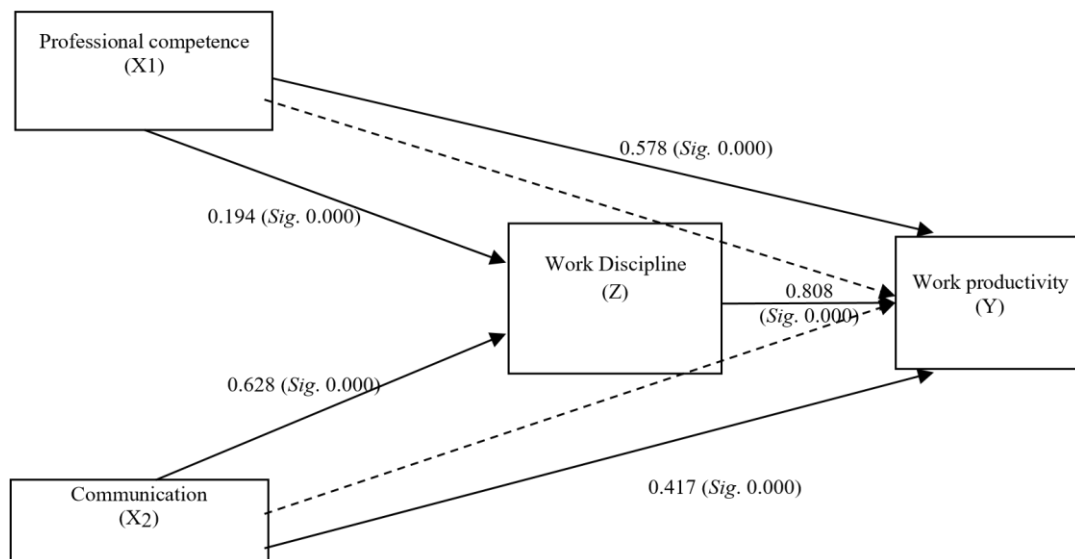 Professional competence
(X1)
0.578 (Sig. 0.000)
0.194 (Sig. 0.000)
Work Discipline
(Z)
0.808
(Sig. 0.000)
Work productivity
(Y)
0.628 (Sig. 0.000)
0.417 (Sig. 0.000)
Communication
(X2)